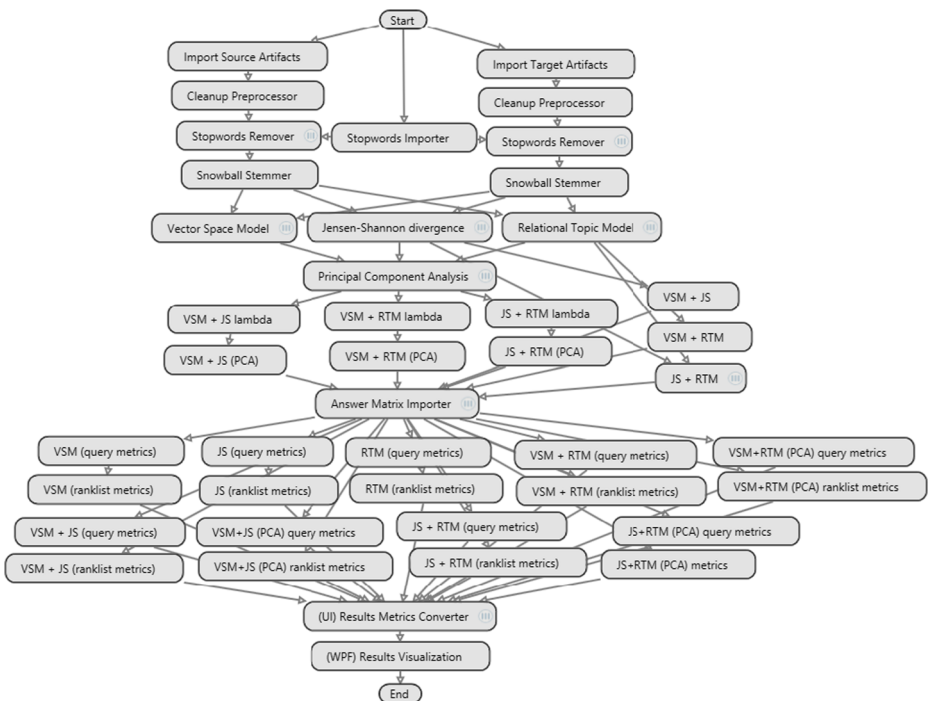 Start
Import Source Artifacts
Import Target Artifacts
Cleanup Preprocessor
Cleanup Preprocessor
Stopwords Remover
Stopwords Importer
Stopwords Remover
Snowball Stemmer
Snowball Stemmer
Vector Space Model
Jensen-Shannon divergence
Relational Topic Model
Principal Component Analysis
VSM + JS
VSM + JS lambda
VSM + RTM lambda
JS + RTM lambda
VSM + RTM
VSM + JS (PCA)
VSM + RTM (PCA)
JS + RTM (PCA)
JS + RTM
Answer Matrix Importer
VSM (query metrics)
JS (query metrics)
RTM (query metrics)
VSM + RTM (query metrics)
VSM+RTM (PCA) query metrics
VSM (ranklist metrics)
JS (ranklist metrics)
RTM (ranklist metrics)
VSM + RTM (ranklist metrics)
VSM+RTM (PCA) ranklist metrics
VSM + JS (query metrics)
VSM+JS (PCA) query metrics
JS + RTM (query metrics)
JS+RTM (PCA) query metrics
VSM + JS (ranklist metrics)
VSM+JS (PCA) ranklist metrics
JS + RTM (ranklist metrics)
JS+RTM (PCA) metrics
(UI) Results Metrics Converter
(WPF) Results Visualization
End